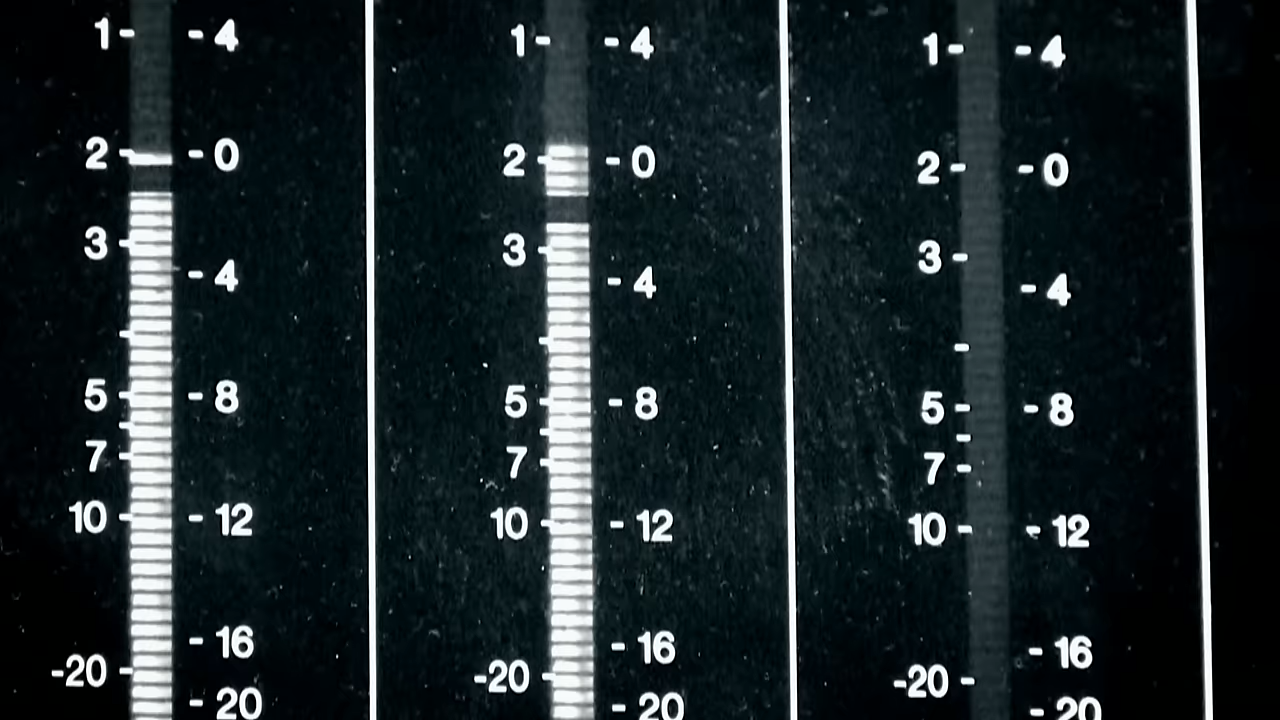 1- -4 1- -4 1- -4
2- -0 2- -0 2- -0
3- 3- 3-
-4 -4 -4
5- -8 5- -8 5- -8
7- 7- 7-
10- -12 10- -12 10- -12
-16 -16 -16
-20- -20- -20-
-20 -20 -20